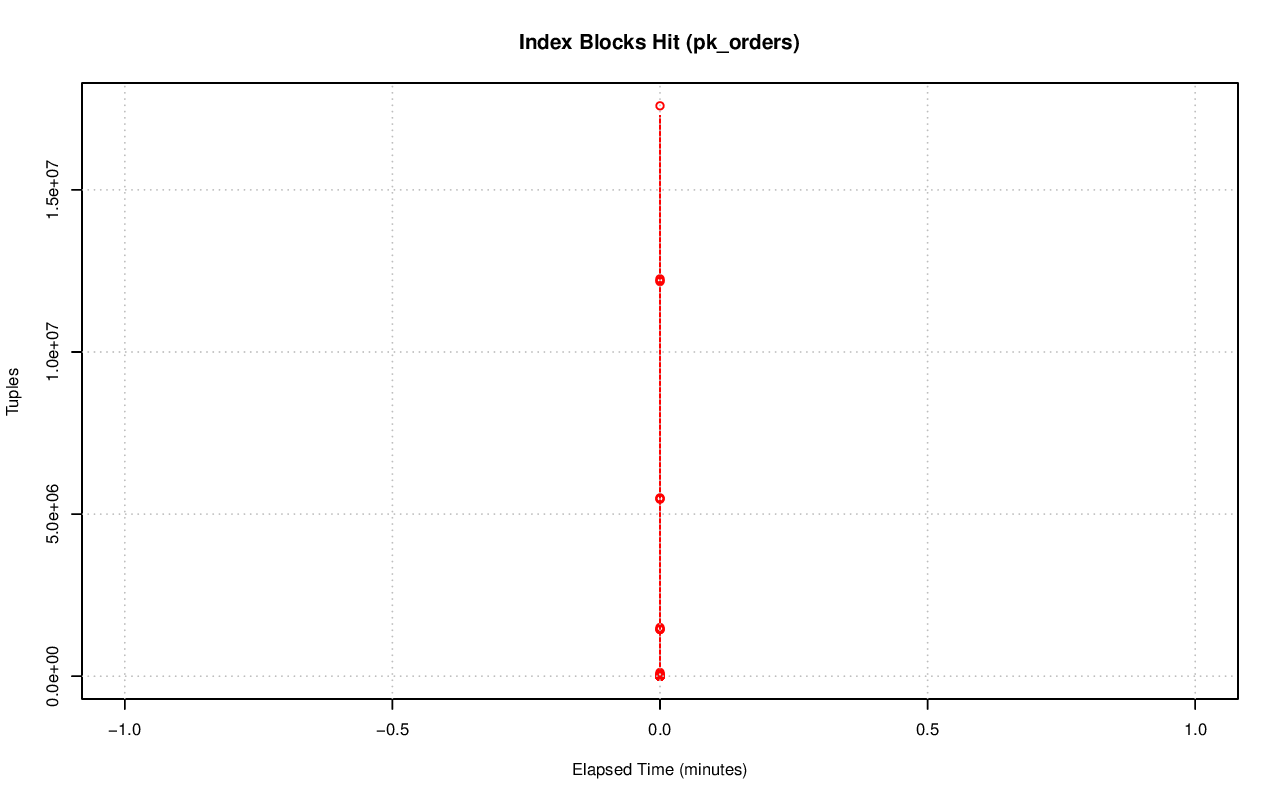 Index Blocks Hit (pk_orders)
Tuples
1.5e+07
1.0e+07
5.0e+06
0.0e+00
−1.0
−0.5
0.0
0.5
1.0
Elapsed Time (minutes)